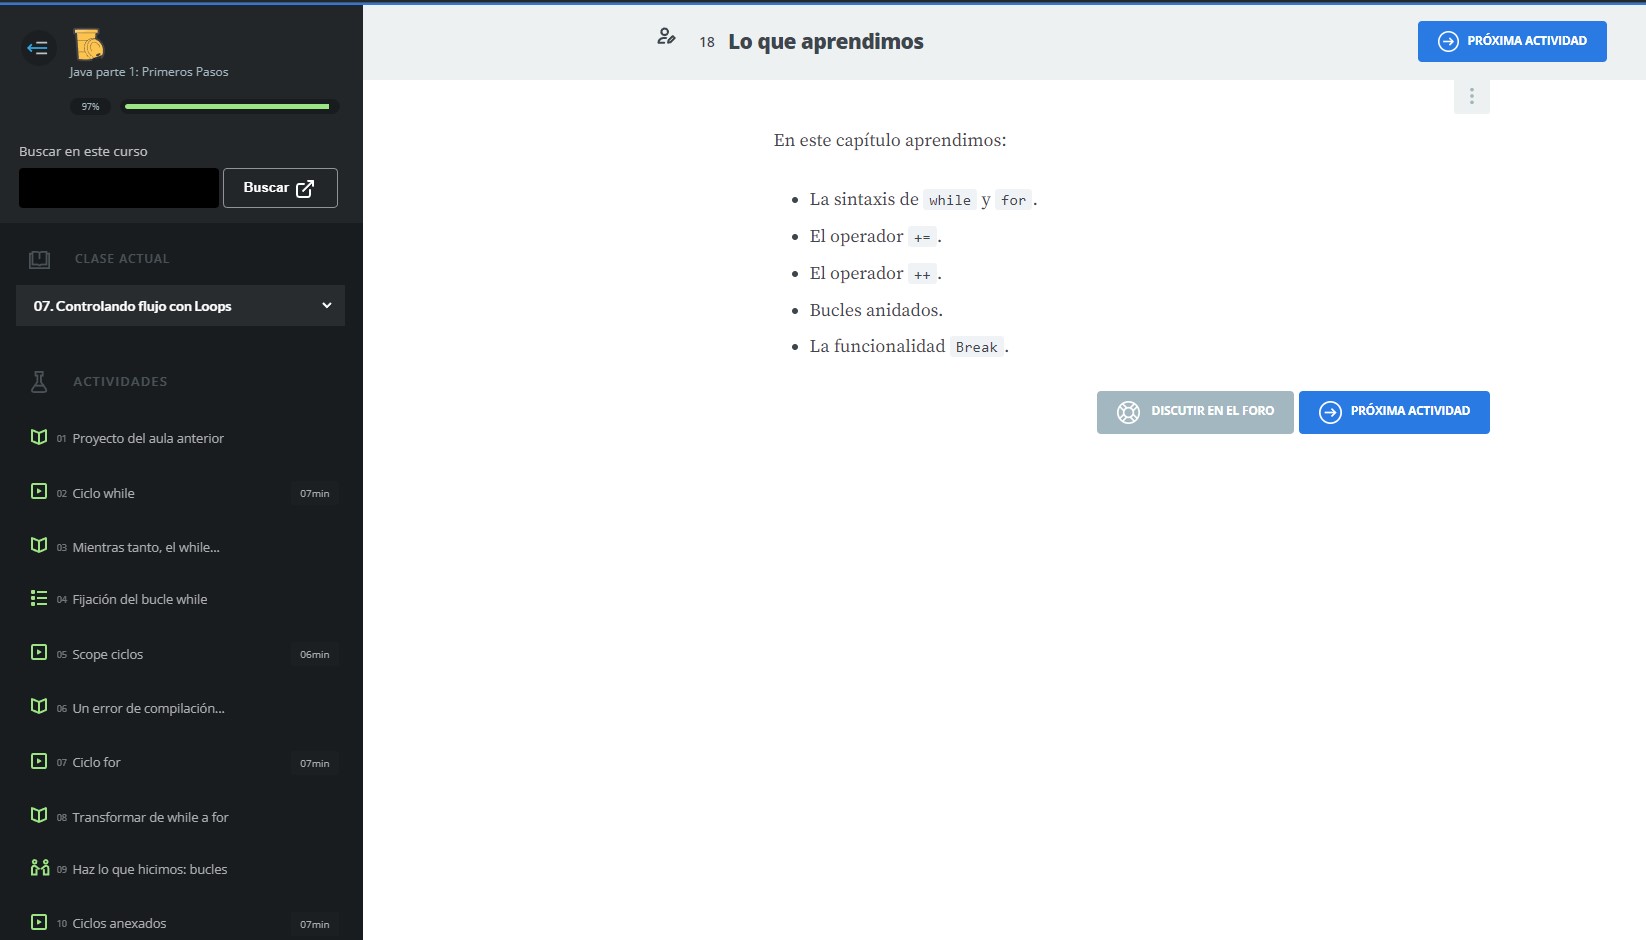 Java parte 1: Primeros Pasos
97%
Buscar en este curso
Buscar
CLASE ACTUAL
07. Controlando flujo con Loops
ACTIVIDADES
01 Proyecto del aula anterior
02 Ciclo while 07min
03 Mientras tanto, el while...
04 Fijación del bucle while
05 Scope ciclos 06min
06 Un error de compilación...
07 Ciclo for 07min
08 Transformar de while a for
09 Haz lo que hicimos: bucles
10 Ciclos anexados 07min
18 Lo que aprendimos
PRÓXIMA ACTIVIDAD
En este capítulo aprendimos:
• La sintaxis de while y for.
• El operador +=.
• El operador ++.
• Bucles anidados.
• La funcionalidad Break.
DISCUTIR EN EL FORO
PRÓXIMA ACTIVIDAD